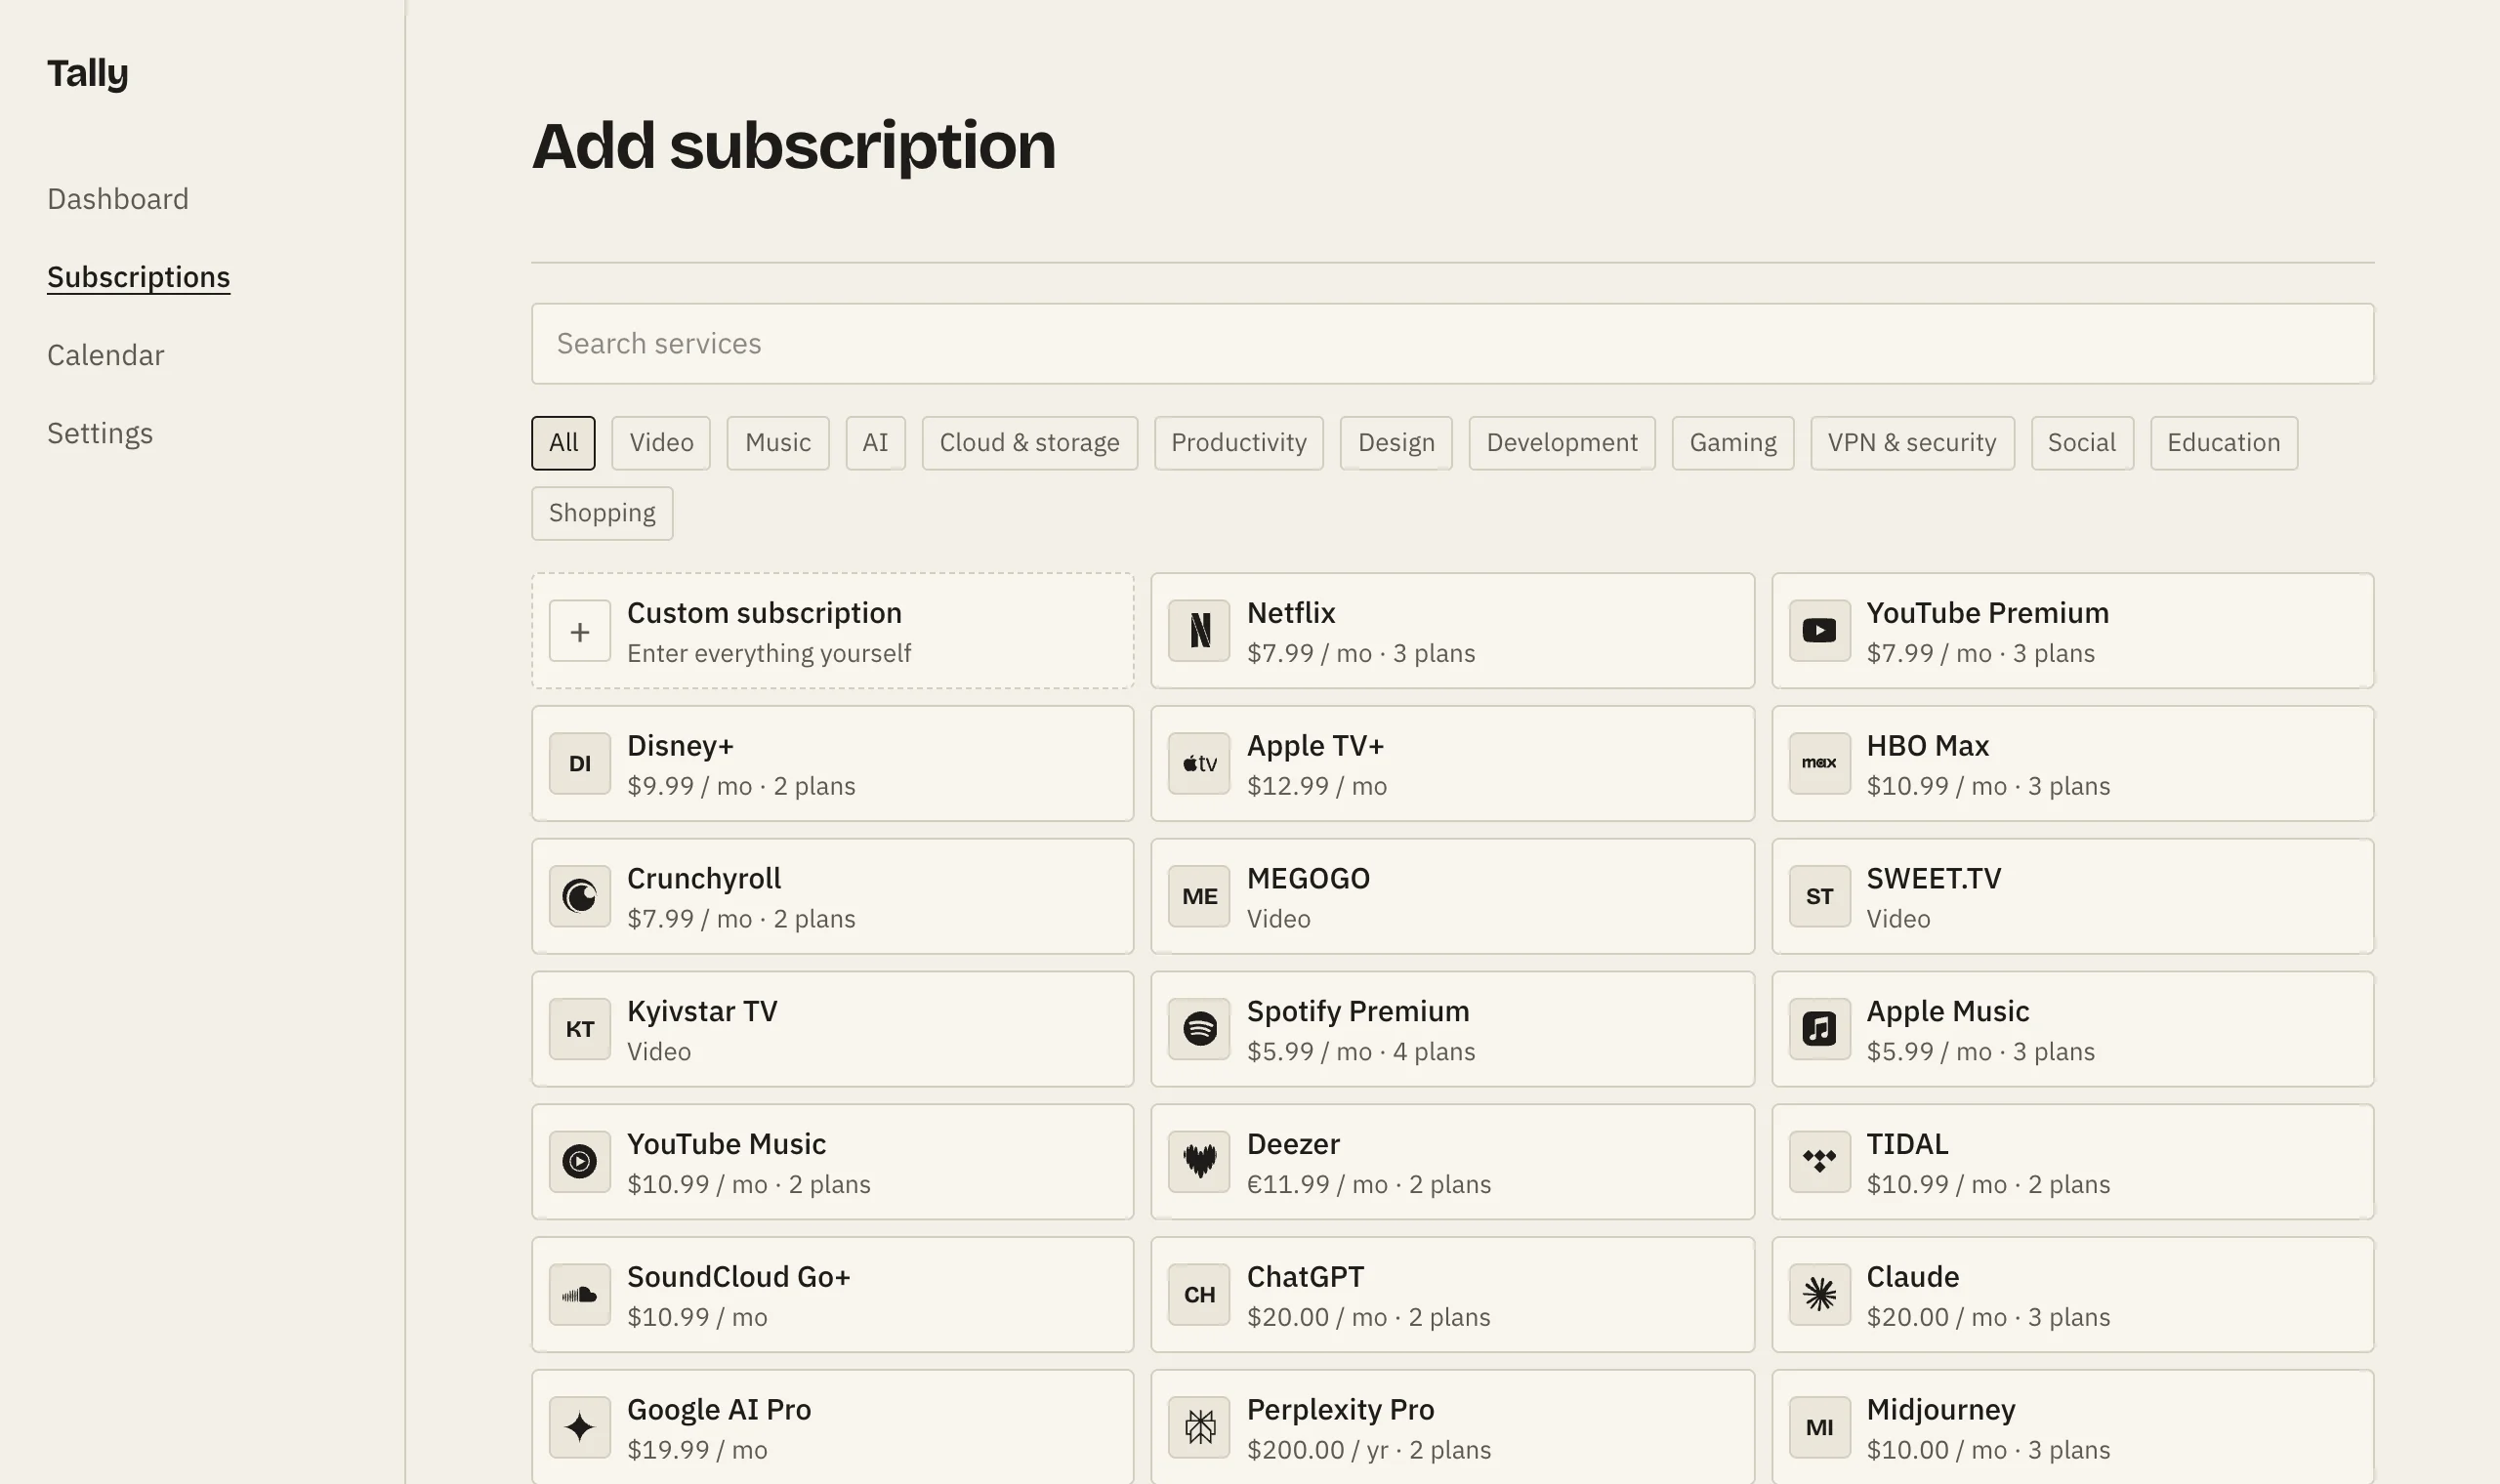 Tally
Dashboard
Subscriptions
Calendar
Settings
Add subscription
Search services
All
Video
Music
AI
Cloud & storage
Productivity
Design
Development
Gaming
VPN & security
Social
Education
Shopping
+
Custom subscription
Enter everything yourself
N
Netflix
$7.99 / mo · 3 plans
YouTube Premium
$7.99 / mo · 3 plans
DI
Disney+
$9.99 / mo · 2 plans
tv
Apple TV+
$12.99 / mo
max
HBO Max
$10.99 / mo · 3 plans
Crunchyroll
$7.99 / mo · 2 plans
ME
MEGOGO
Video
ST
SWEET.TV
Video
KT
Kyivstar TV
Video
Spotify Premium
$5.99 / mo · 4 plans
Apple Music
$5.99 / mo · 3 plans
YouTube Music
$10.99 / mo · 2 plans
Deezer
€11.99 / mo · 2 plans
TIDAL
$10.99 / mo · 2 plans
SoundCloud Go+
$10.99 / mo
CH
ChatGPT
$20.00 / mo · 2 plans
Claude
$20.00 / mo · 3 plans
Google AI Pro
$19.99 / mo
Perplexity Pro
$200.00 / yr · 2 plans
MI
Midjourney
$10.00 / mo · 3 plans